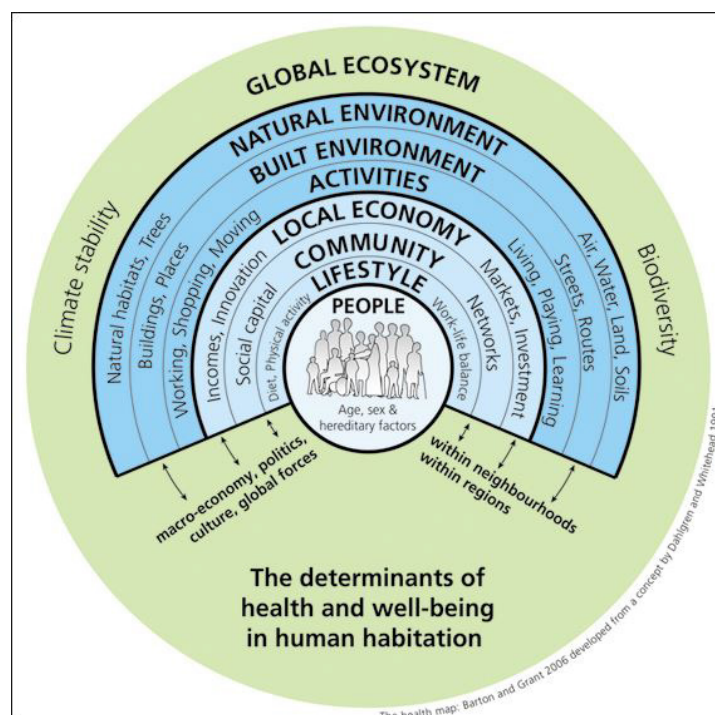 GLOBAL ECOSYSTEM
NATURAL ENVIRONMENT
BUILT ENVIRONMENT
ACTIVITIES
LOCAL ECONOMY
COMMUNITY
LIFESTYLE
PEOPLE
Age, sex &
hereditary factors
Climate stability
Natural habitats, Trees
Buildings, Places
Working, Shopping, Moving
Incomes, Innovation
Social capital
Diet, Physical activity
Work-life balance
Networks
Markets, Investment
Living, Playing, Learning
Streets, Routes
Air, Water, Land, Soils
Biodiversity
macro-economy, politics,
culture, global forces
within neighbourhoods
within regions
The determinants of
health and well-being
in human habitation
The health map: Barton and Grant 2006 developed from a concept by Dahlgren and Whitehead 1991